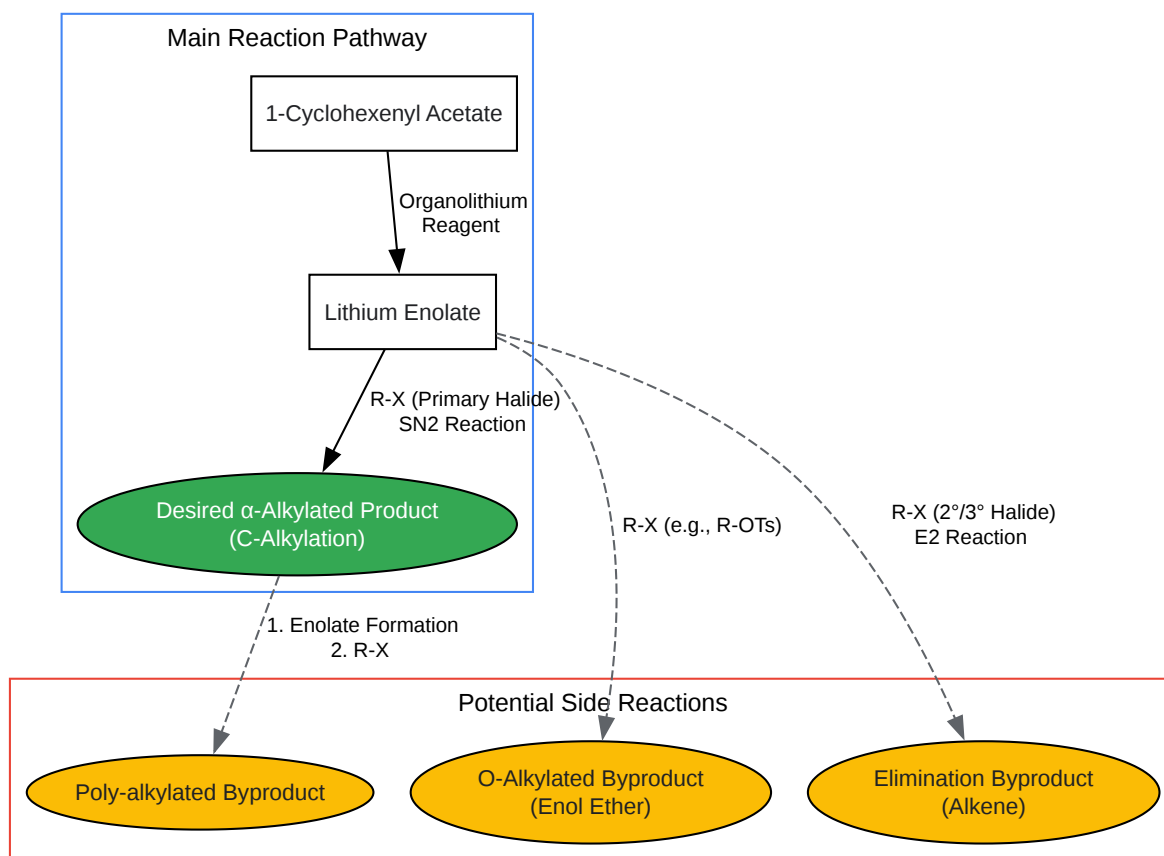 Main Reaction Pathway
1-Cyclohexenyl Acetate
Organolithium
Reagent
Lithium Enolate
R-X (Primary Halide)
SN2 Reaction
Desired α-Alkylated Product
(C-Alkylation)
R-X (e.g., R-OTs)
R-X (2°/3° Halide)
E2 Reaction
1. Enolate Formation
2. R-X
Potential Side Reactions
Poly-alkylated Byproduct
O-Alkylated Byproduct
(Enol Ether)
Elimination Byproduct
(Alkene)